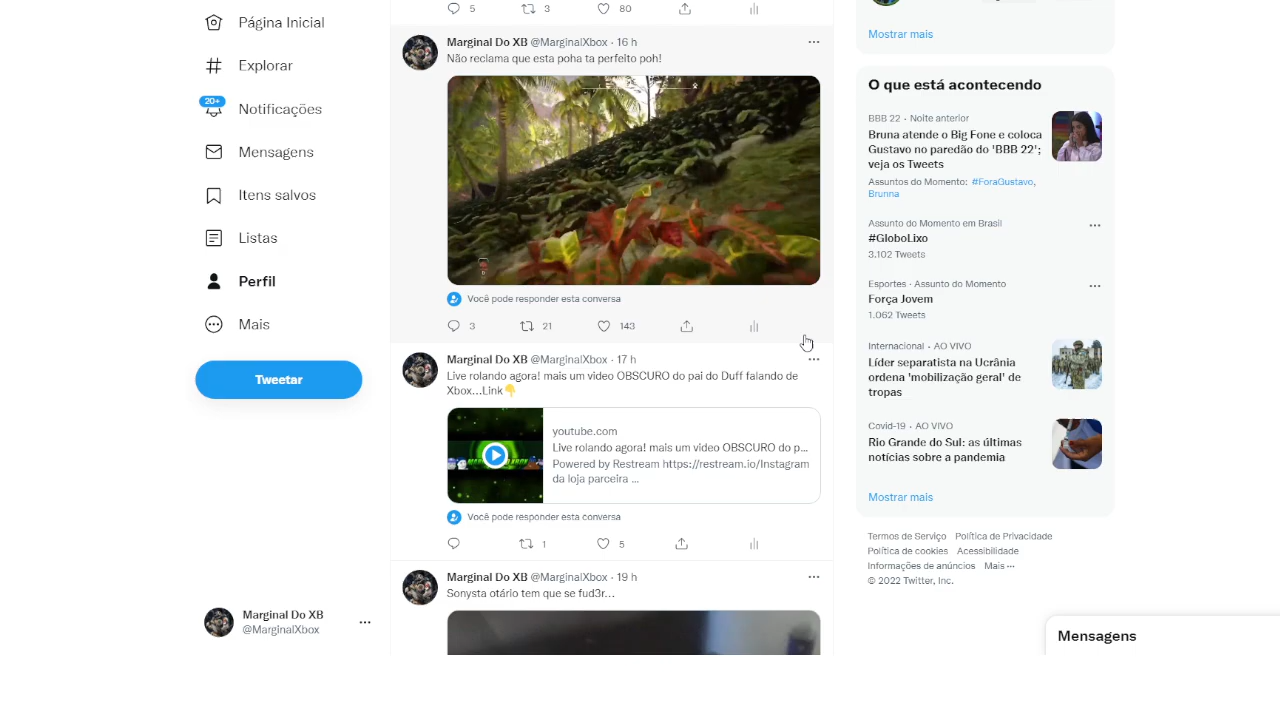 Página Inicial
Explorar
20+
Notificações
Mensagens
Itens salvos
Listas
Perfil
Mais
Tweetar
Marginal Do XB
@MarginalXbox
5 3 80
Marginal Do XB @MarginalXbox · 16 h
Não reclama que esta poha ta perfeito poh!
Você pode responder esta conversa
3 21 143
Marginal Do XB @MarginalXbox · 17 h
Live rolando agora! mais um video OBSCURO do pai do Duff falando de
Xbox...Link👇
youtube.com
Live rolando agora! mais um video OBSCURO do p...
Powered by Restream https://restream.io/Instagram
da loja parceira ...
Você pode responder esta conversa
1 5
Marginal Do XB @MarginalXbox · 19 h
Sonysta otário tem que se fud3r...
Mostrar mais
O que está acontecendo
BBB 22 · Noite anterior
Bruna atende o Big Fone e coloca
Gustavo no paredão do 'BBB 22';
veja os Tweets
Assuntos do Momento: #ForaGustavo,
Brunna
Assunto do Momento em Brasil
#GloboLixo
3.102 Tweets
Esportes · Assunto do Momento
Força Jovem
1.062 Tweets
Internacional · AO VIVO
Líder separatista na Ucrânia
ordena 'mobilização geral' de
tropas
Covid-19 · AO VIVO
Rio Grande do Sul: as últimas
notícias sobre a pandemia
Mostrar mais
Termos de Serviço Política de Privacidade
Política de cookies Acessibilidade
Informações de anúncios Mais ···
© 2022 Twitter, Inc.
Mensagens